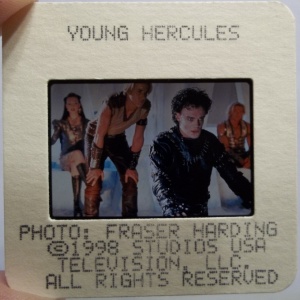 YOUNG HERCULES
PHOTO: FRASER HARDING
©1998 STUDIOS USA
TELEVISION, LLC.
ALL RIGHTS RESERVED